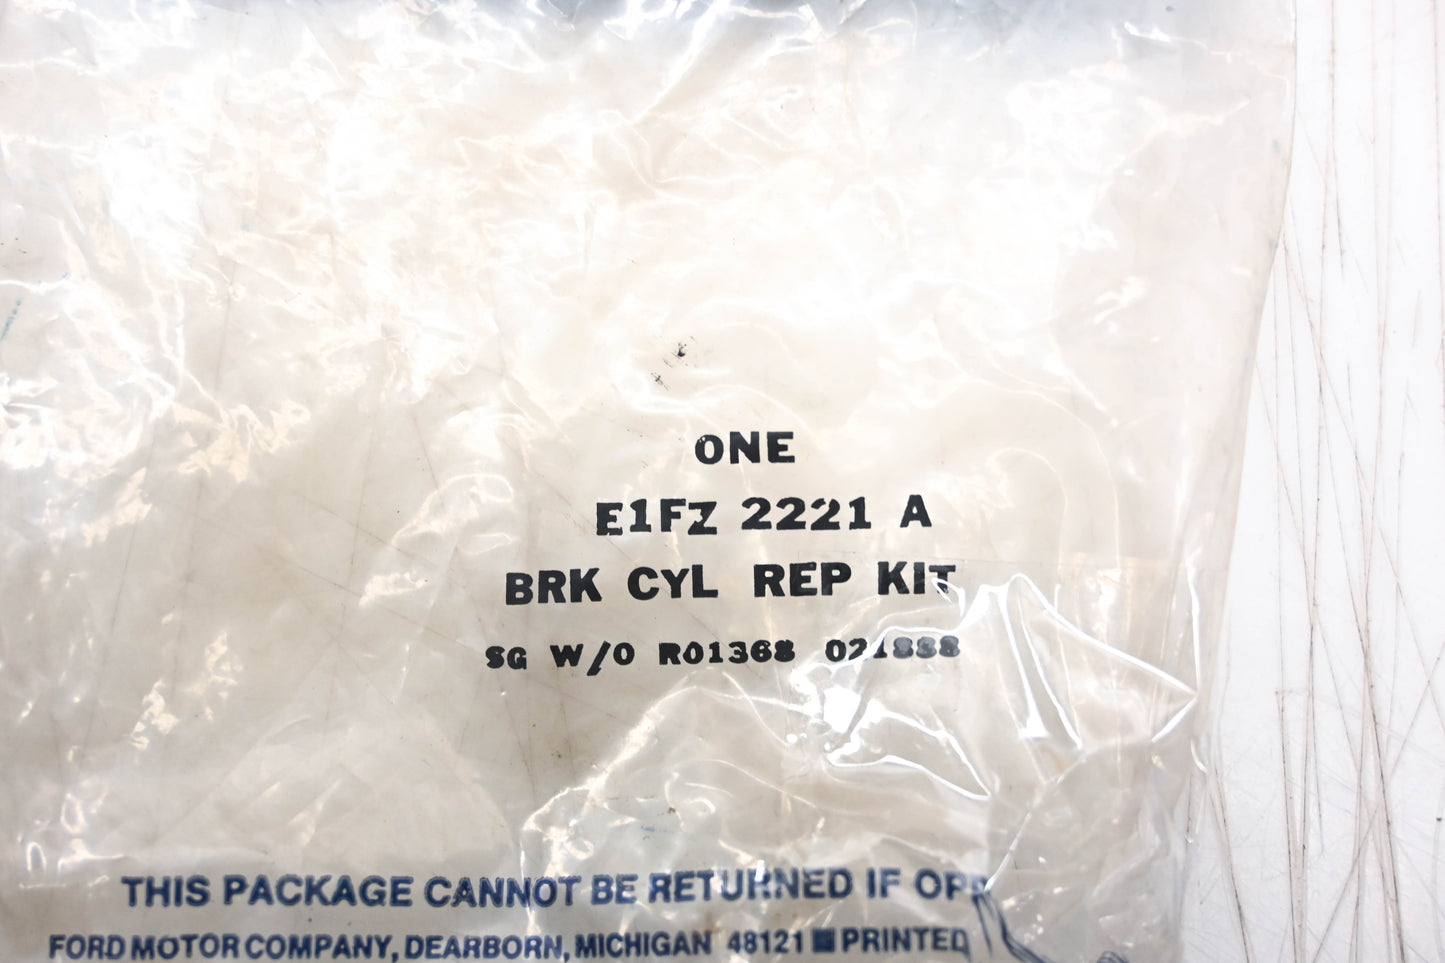 ONE
E1FZ 2221 A
BRK CYL REP KIT
SG W/O R01368 021888
THIS PACKAGE CANNOT BE RETURNED IF
FORD MOTOR COMPANY, DEARBORN, MICHIGAN 48121 ■ PRINTED